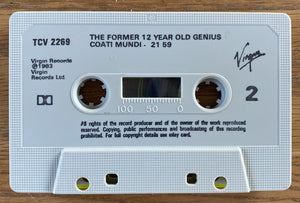 TCV 2269
THE FORMER 12 YEAR OLD GENIUS
COATI MUNDI - 21 59
Virgin Records
℗1983
Virgin
Records Ltd
Virgin
2
100 50 0
All rights of the record producer and of the owner of the work reproduced
reserved. Copying, public performances and broadcasting of this recording
prohibited. For full copyright details see inlay card.